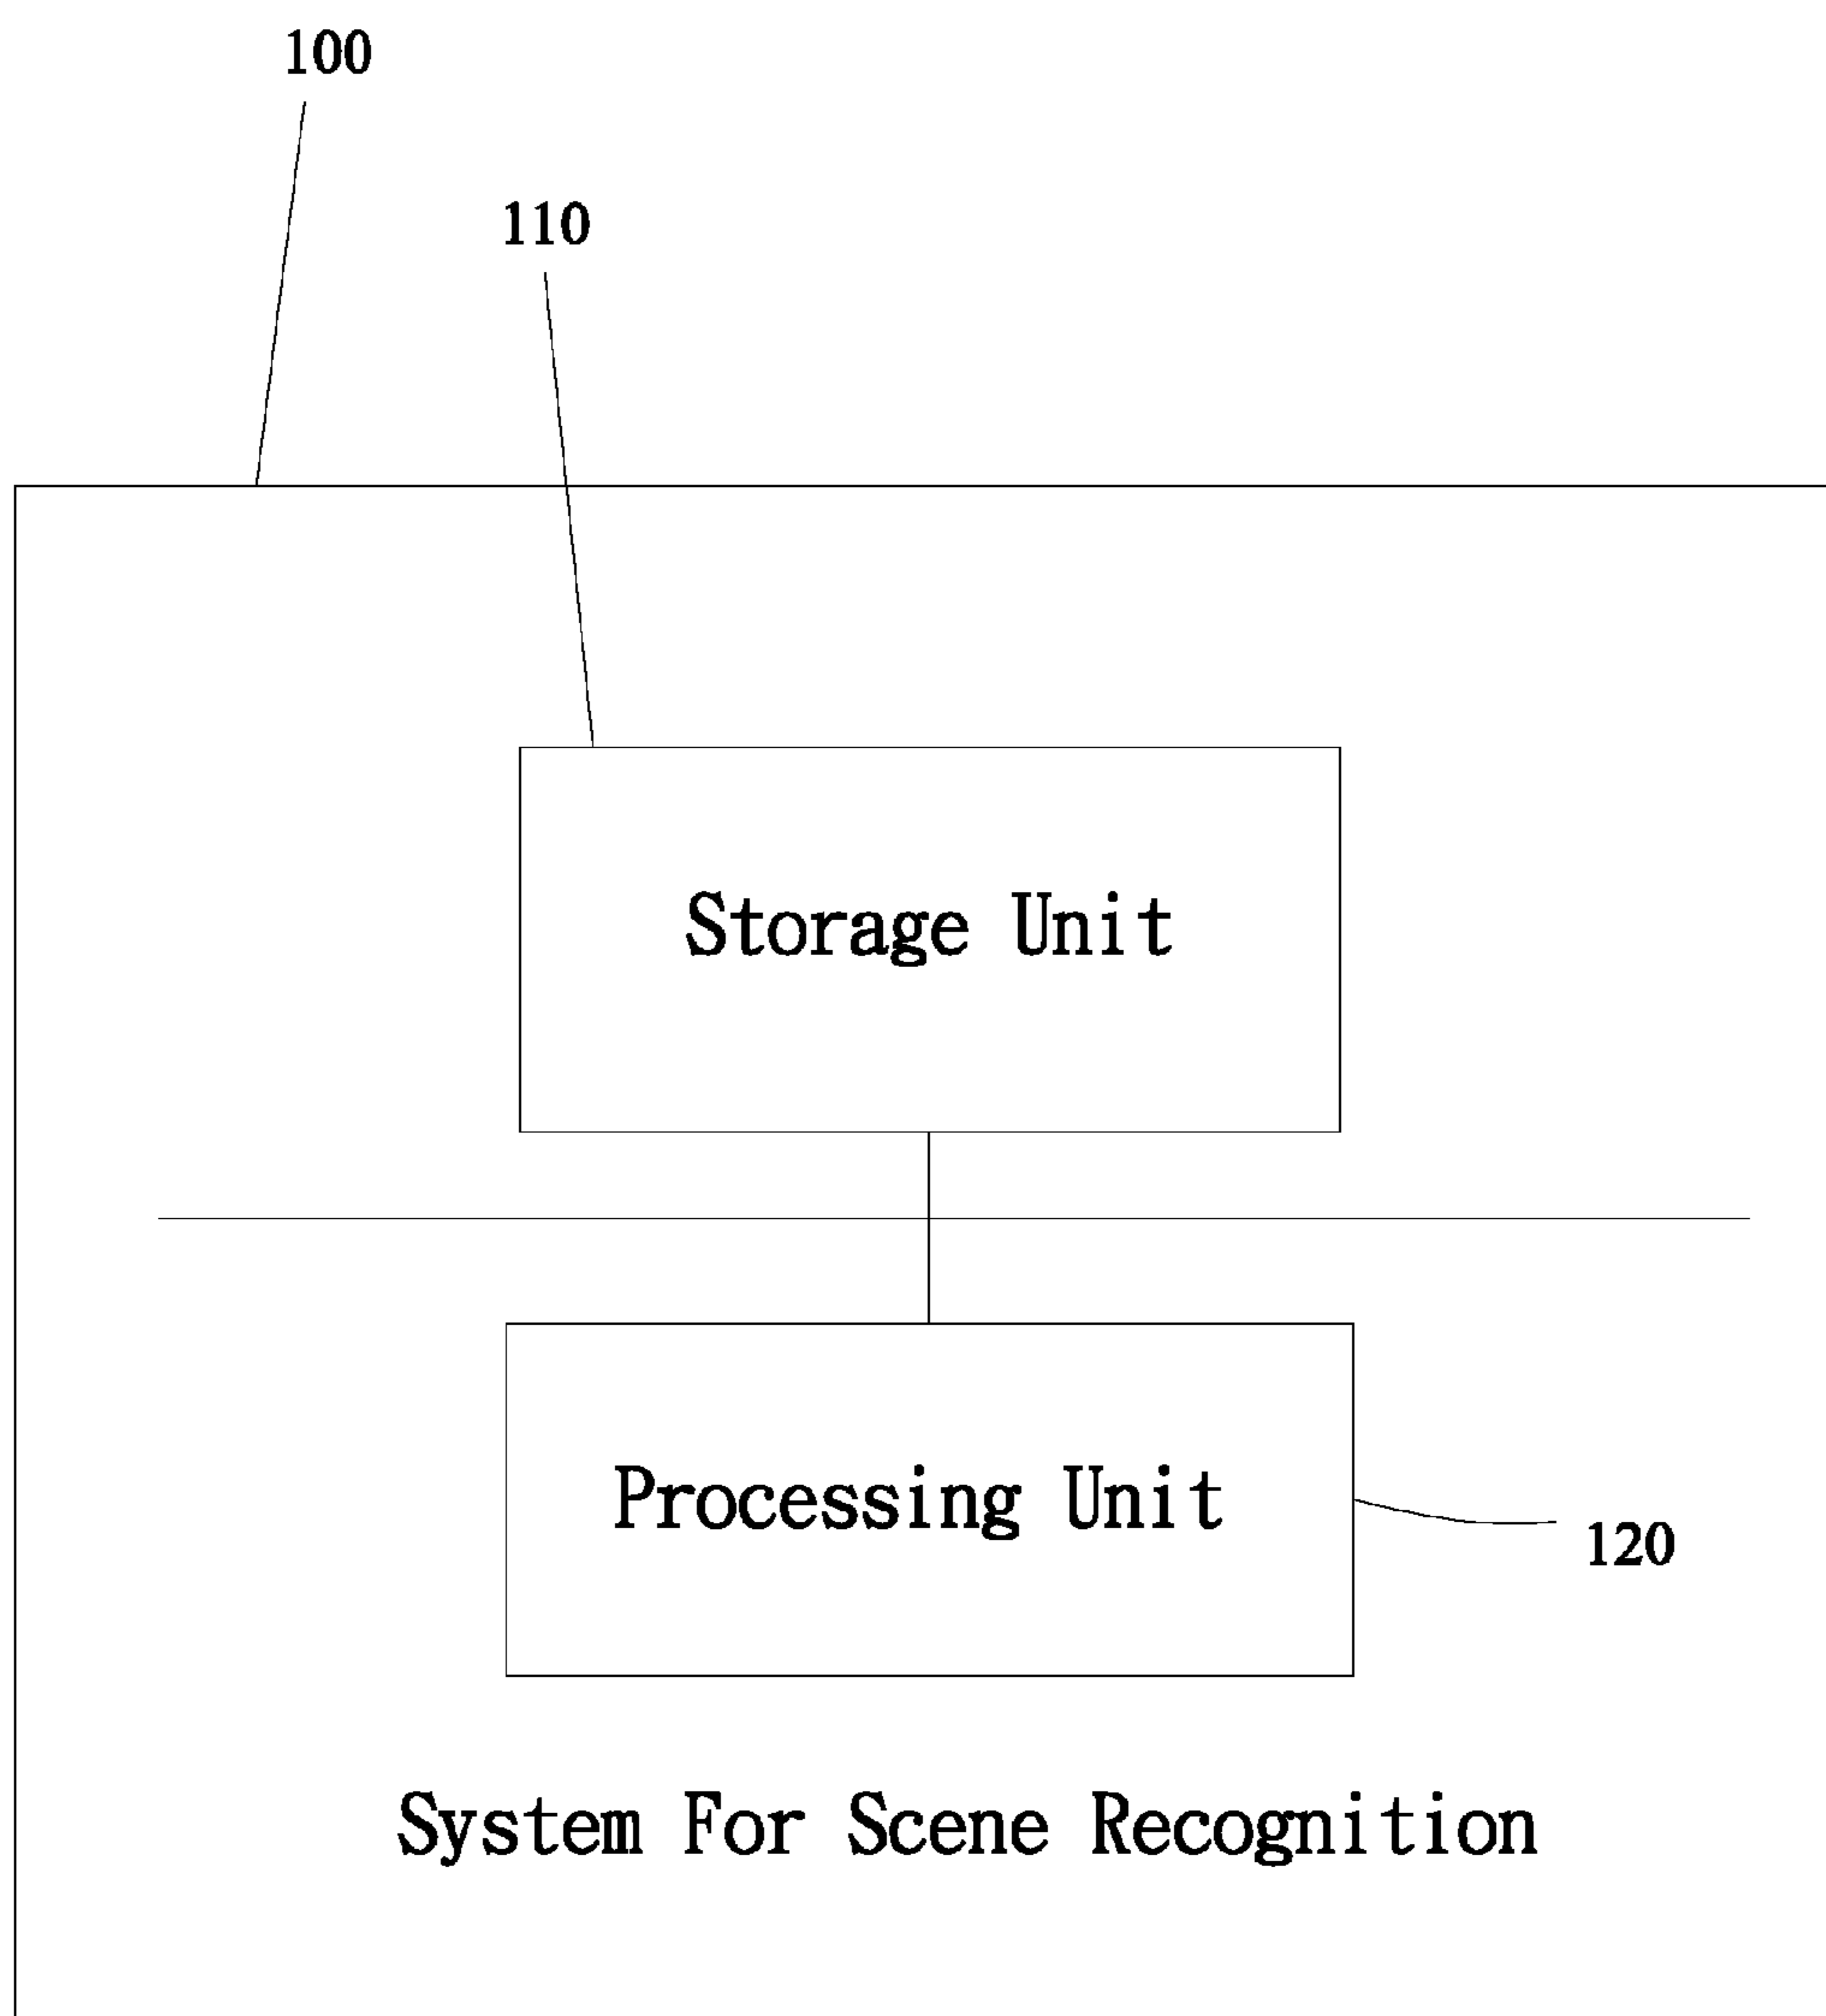 100
110
Storage Unit
Processing Unit
120
System For Scene Recognition